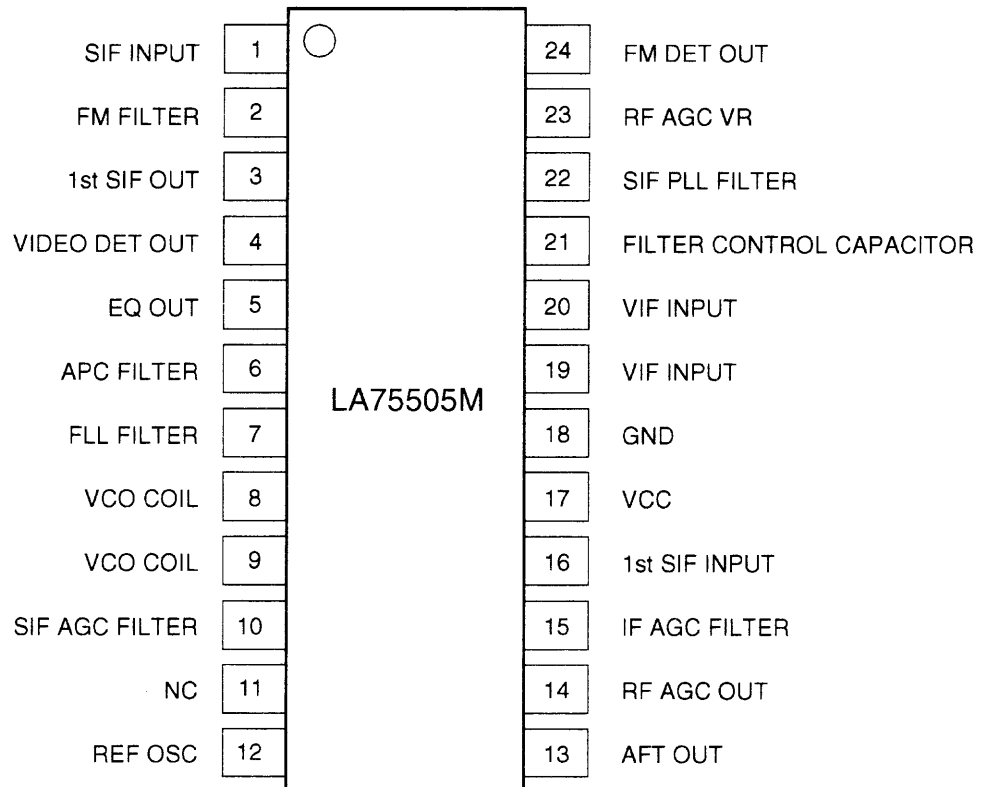 SIF INPUT 1 24 FM DET OUT
FM FILTER 2 23 RF AGC VR
1st SIF OUT 3 22 SIF PLL FILTER
VIDEO DET OUT 4 21 FILTER CONTROL CAPACITOR
EQ OUT 5 20 VIF INPUT
APC FILTER 6 19 VIF INPUT
LA75505M
FLL FILTER 7 18 GND
VCO COIL 8 17 VCC
VCO COIL 9 16 1st SIF INPUT
SIF AGC FILTER 10 15 IF AGC FILTER
NC 11 14 RF AGC OUT
REF OSC 12 13 AFT OUT